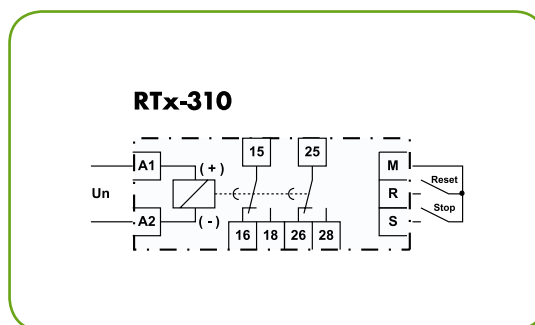 RTx-310
15 25
A1 (+) M
Reset
Un R
Stop
A2 (-) S
16 18 26 28